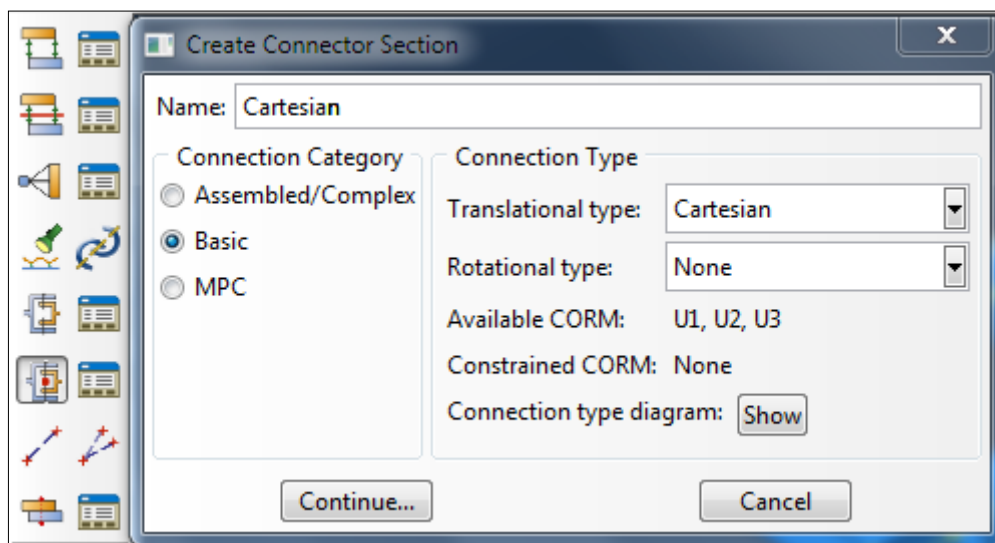 Create Connector Section
x
Name: Cartesian
Connection Category
Assembled/Complex
Basic
MPC
Connection Type
Translational type: Cartesian
Rotational type: None
Available CORM: U1, U2, U3
Constrained CORM: None
Connection type diagram: Show
Continue...
Cancel